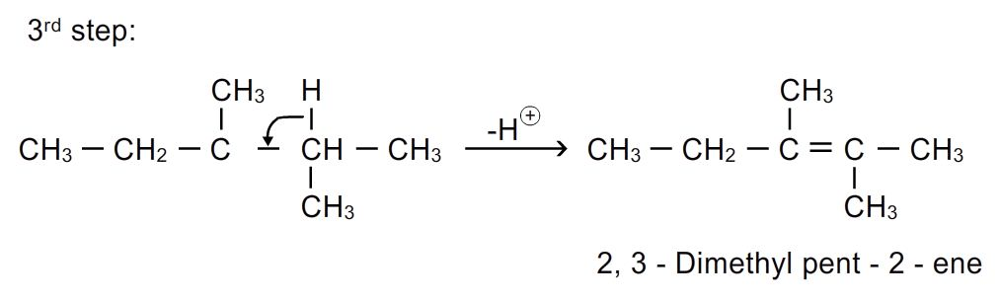 3rd step:
CH3 H
CH3 — CH2 — C — CH — CH3 -H⊕ CH3 — CH2 — C = C — CH3
CH3
CH3
CH3
2, 3 - Dimethyl pent - 2 - ene